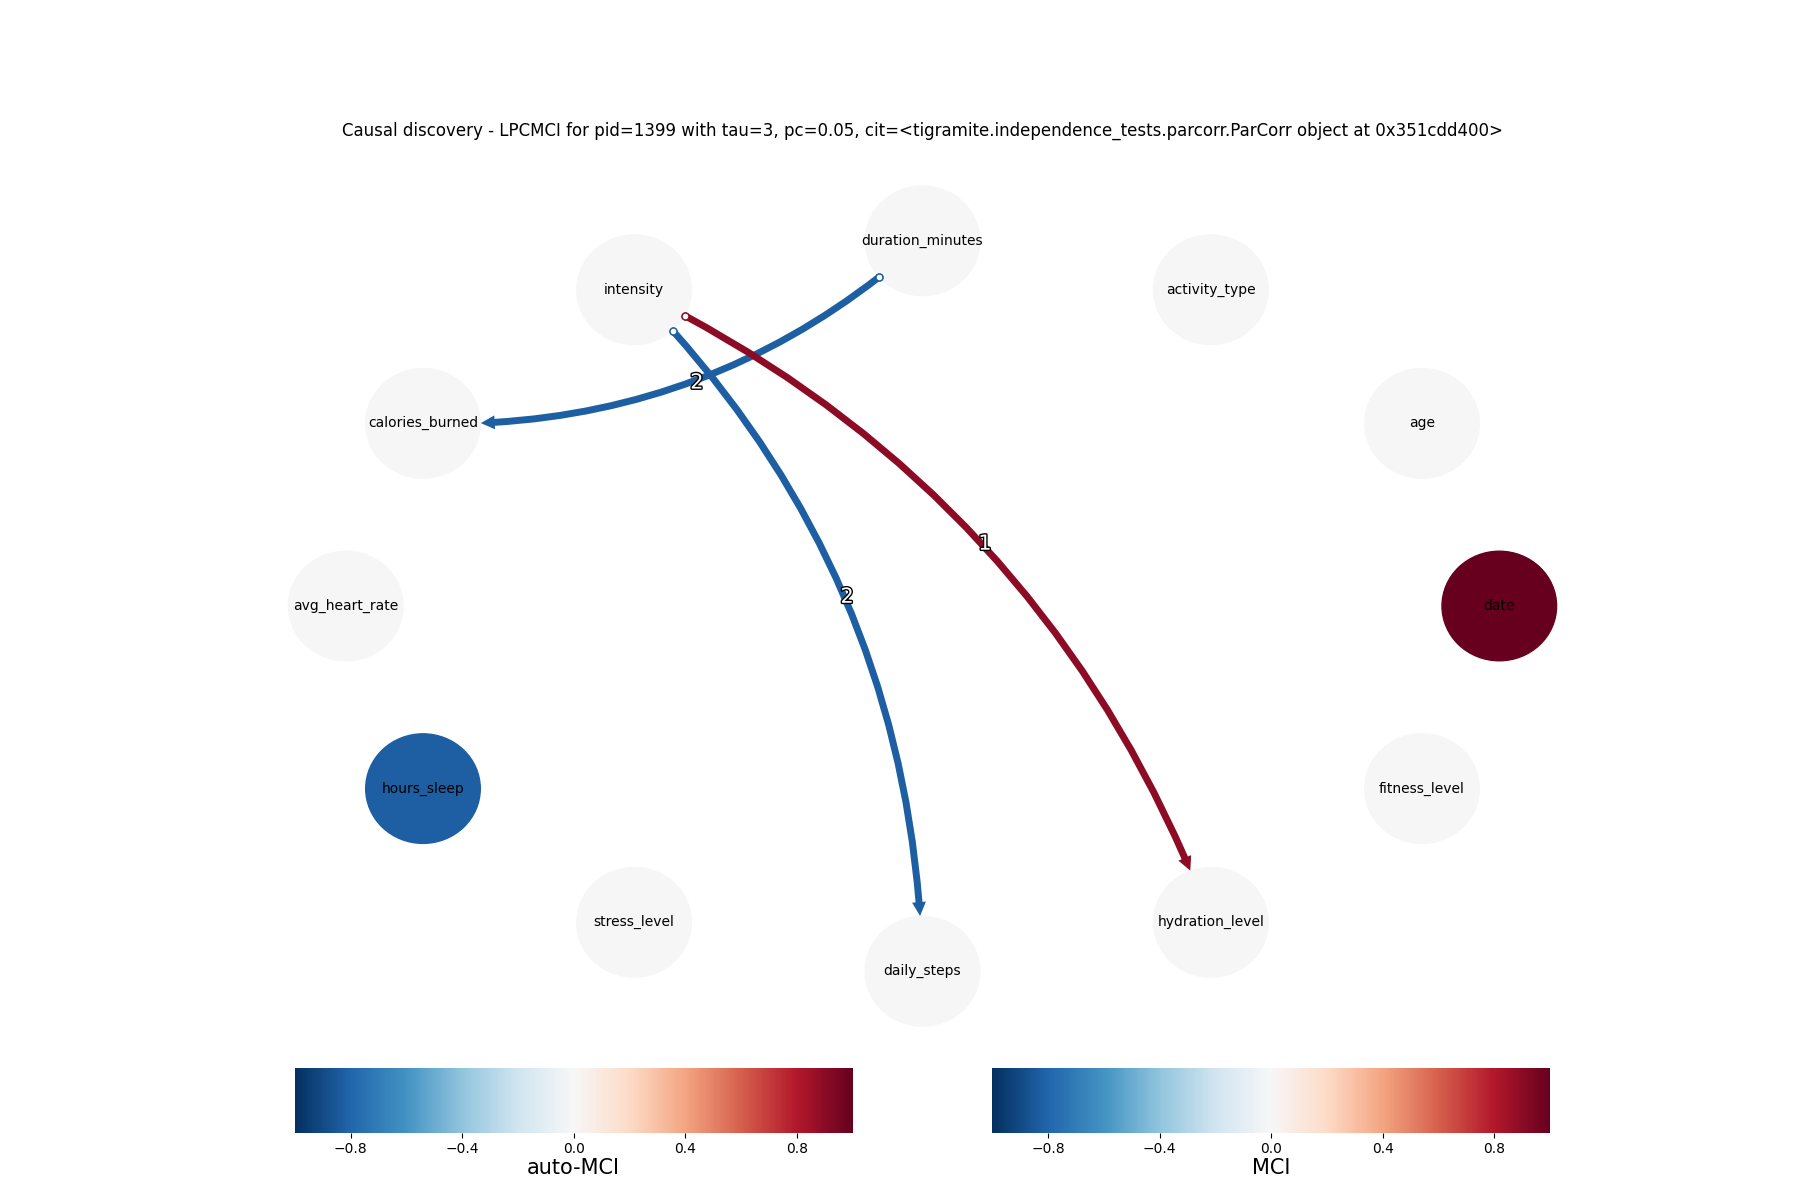 Causal discovery - LPCMCI for pid=1399 with tau=3, pc=0.05, cit=<tigramite.independence_tests.parcorr.ParCorr object at 0x351cdd400>
duration_minutes
intensity
activity_type
2
calories_burned
age
1
2
avg_heart_rate
date
hours_sleep
fitness_level
stress_level
hydration_level
daily_steps
−0.8 −0.4 0.0 0.4 0.8
auto-MCI
−0.8 −0.4 0.0 0.4 0.8
MCI